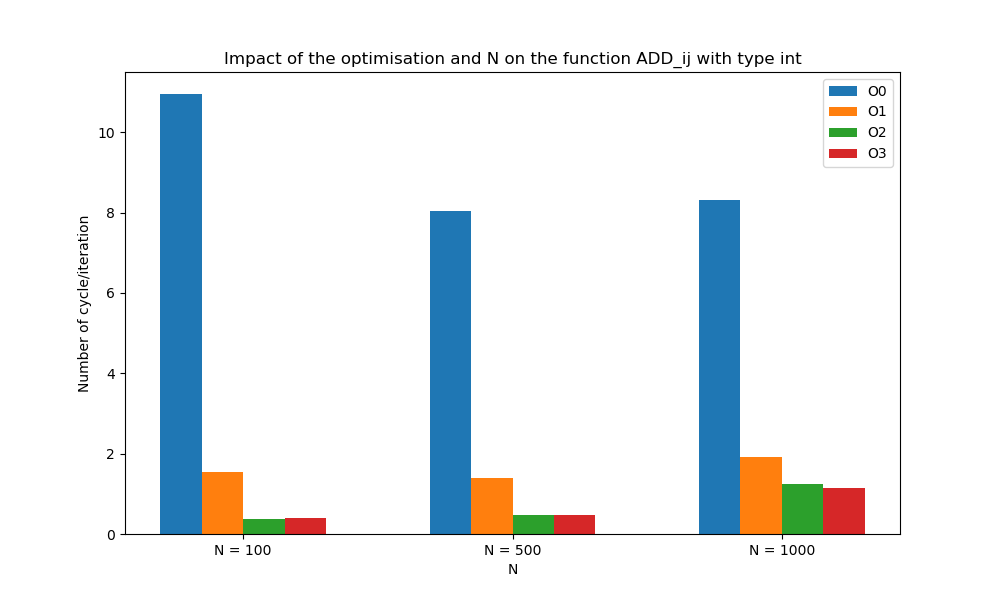 Impact of the optimisation and N on the function ADD_ij with type int
O0
O1
O2
O3
Number of cycle/iteration
10
8
6
4
2
0
N = 100
N = 500
N = 1000
N